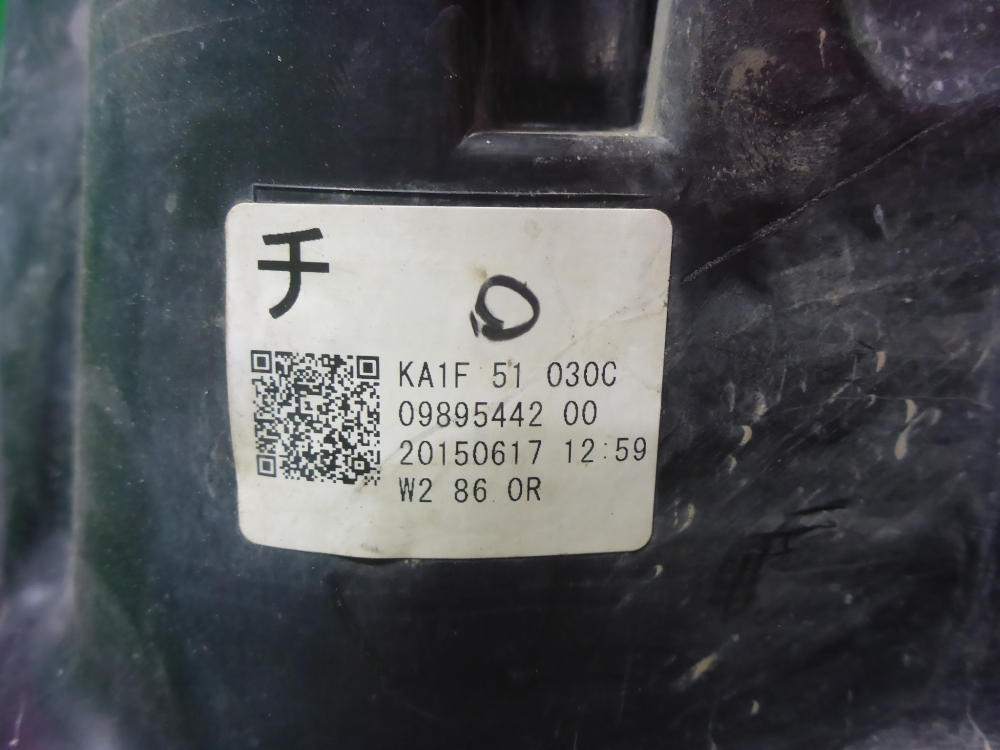 チ
KA1F 51 030C
09895442 00
20150617 12:59
W2 86 0R